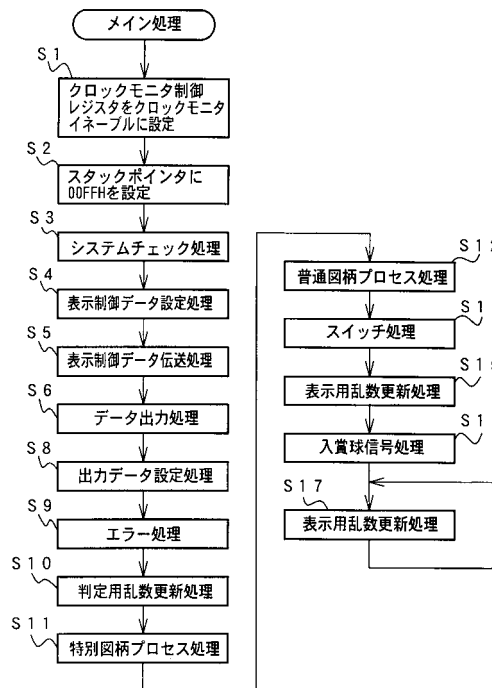 メイン処理
S1
クロックモニタ制御
レジスタをクロックモニタ
イネーブルに設定
S2
スタックポインタに
00FFHを設定
S3
システムチェック処理
S4
表示制御データ設定処理
S5
表示制御データ伝送処理
S6
データ出力処理
S8
出力データ設定処理
S9
エラー処理
S10
判定用乱数更新処理
S11
特別図柄プロセス処理
S12
普通図柄プロセス処理
S1
スイッチ処理
S15
表示用乱数更新処理
S1
入賞球信号処理
S17
表示用乱数更新処理